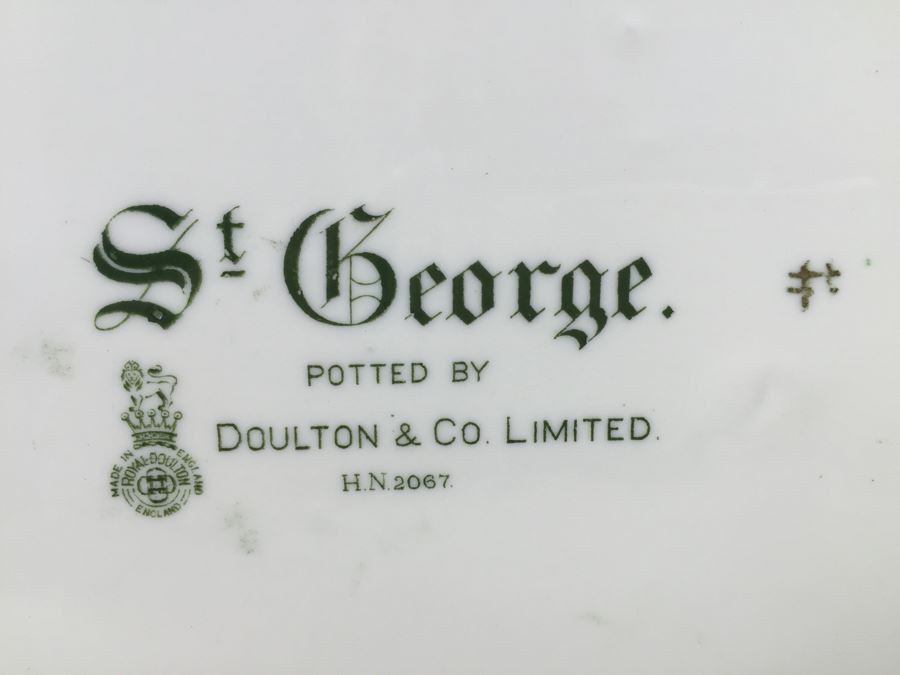 St George.
POTTED BY
DOULTON & CO. LIMITED.
H.N.2067.
MADE IN ENGLAND
ROYAL DOULTON
ENGLAND